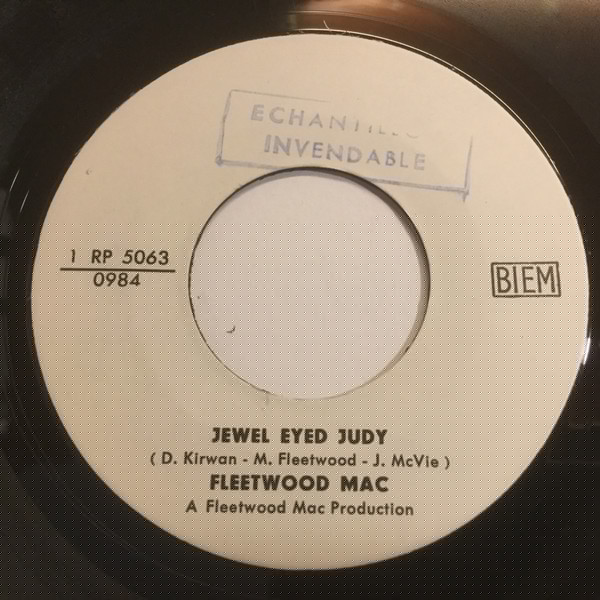 INVENDABLE
1 RP 5063
0984
BIEM
JEWEL EYED JUDY
( D. Kirwan - M. Fleetwood - J. McVie )
FLEETWOOD MAC
A Fleetwood Mac Production